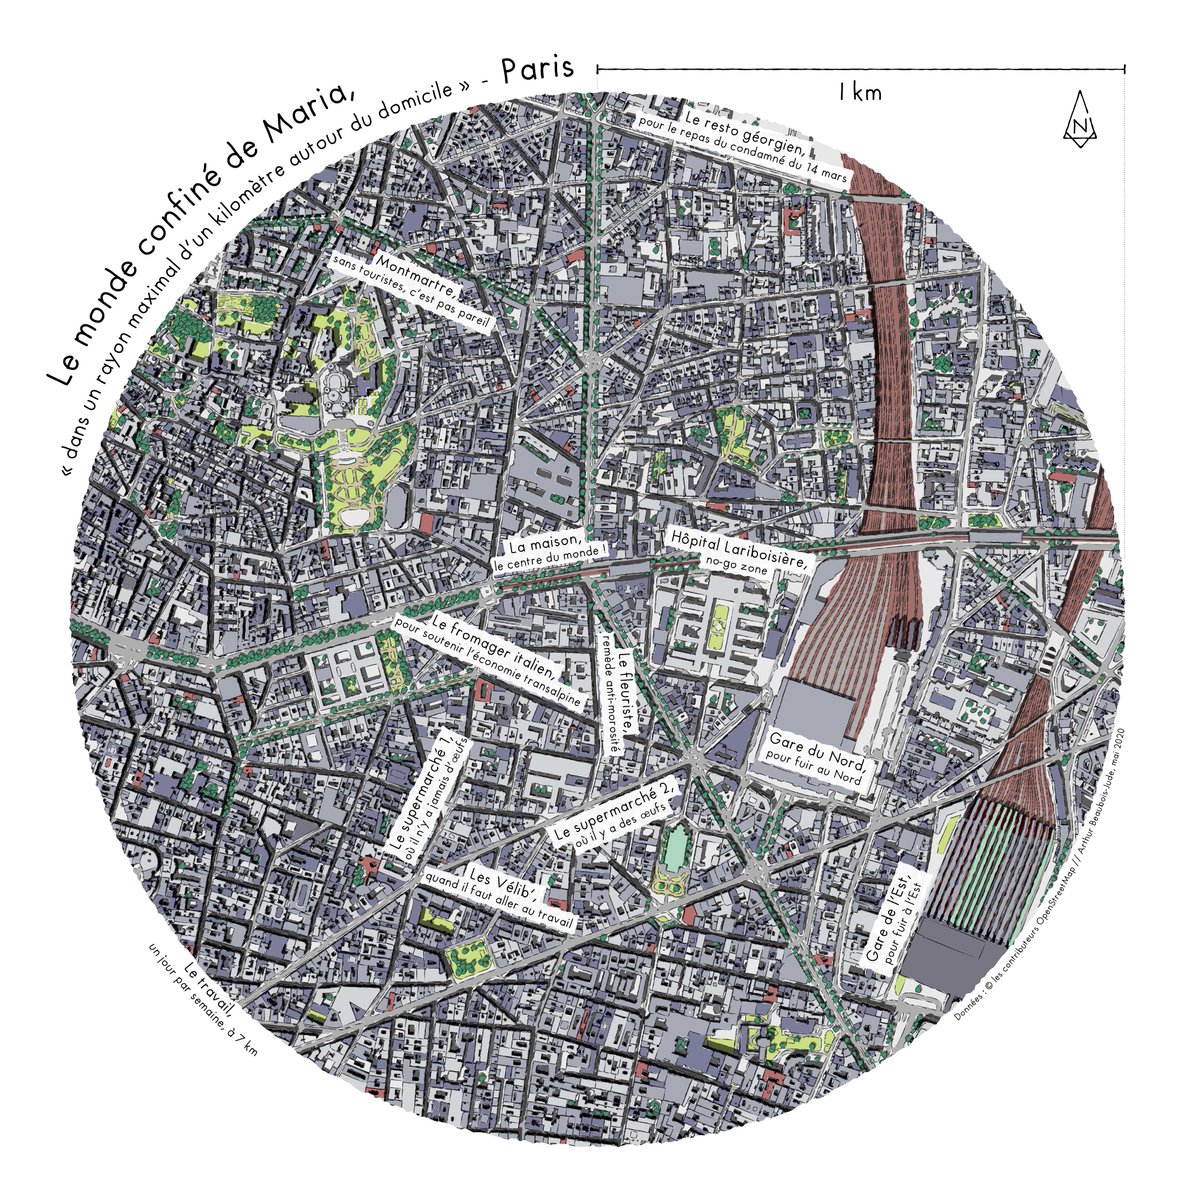 Le monde confiné de Maria,
« dans un rayon maximal d'un kilomètre autour du domicile » - Paris
1 km
N
Le resto géorgien,
pour le repas du condamné du 14 mars
Montmartre,
sans touristes, c'est pas pareil
La maison,
le centre du monde !
Hôpital Lariboisière,
no-go zone
Le fromager italien,
pour soutenir l'économie transalpine
Le fleuriste,
remède anti-morosité
Gare du Nord,
pour fuir au Nord
Le supermarché 1,
où il n'y a jamais d'œufs
Le supermarché 2,
où il y a des œufs
Les Vélib',
quand il faut aller au travail
Gare de l'Est,
pour fuir à l'Est
Le travail,
un jour par semaine, à 7 km
Données : © les contributeurs OpenStreetMap // Arthur Beaubois-Jude, mai 2020